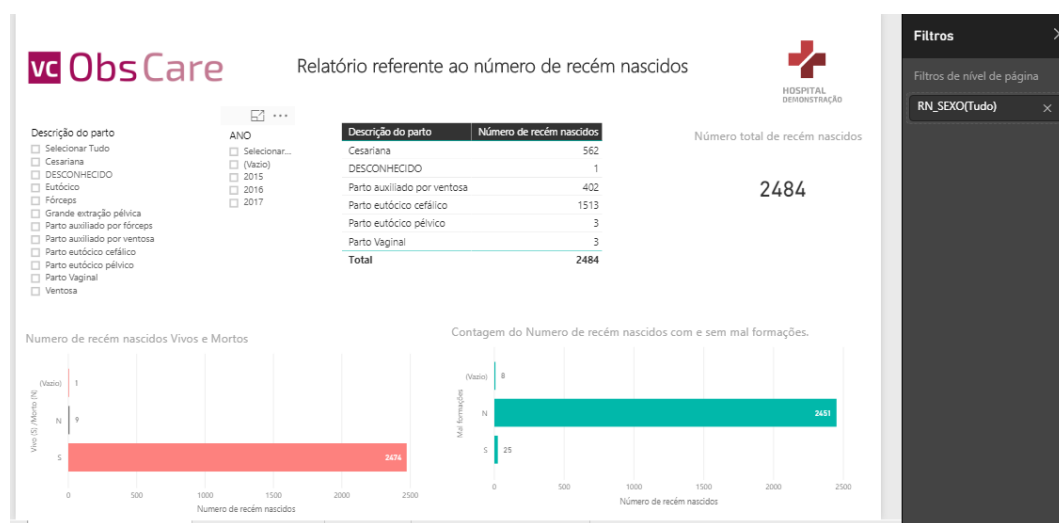 vc ObsCare
Relatório referente ao número de recém nascidos
HOSPITAL
DEMONSTRAÇÃO
Filtros
Filtros de nível de página
RN_SEXO(Tudo)
Descrição do parto
Selecionar Tudo
Cesariana
DESCONHECIDO
Eutócico
Fórceps
Grande extração pélvica
Parto auxiliado por fórceps
Parto auxiliado por ventosa
Parto eutócico cefálico
Parto eutócico pélvico
Parto Vaginal
Ventosa
ANO
Selecionar...
(Vazio)
2015
2016
2017
Descrição do parto Número de recém nascidos
Cesariana 562
DESCONHECIDO 1
Parto auxiliado por ventosa 402
Parto eutócico cefálico 1513
Parto eutócico pélvico 3
Parto Vaginal 3
Total 2484
Número total de recém nascidos
2484
Numero de recém nascidos Vivos e Mortos
Vivo (S) /Morto (N)
(Vazio) 1
N 9
S 2474
0 500 1000 1500 2000 2500
Numero de recém nascidos
Contagem do Numero de recém nascidos com e sem mal formações.
Mal formações
(Vazio) 8
N 2451
S 25
0 500 1000 1500 2000 2500
Número de recém nascidos